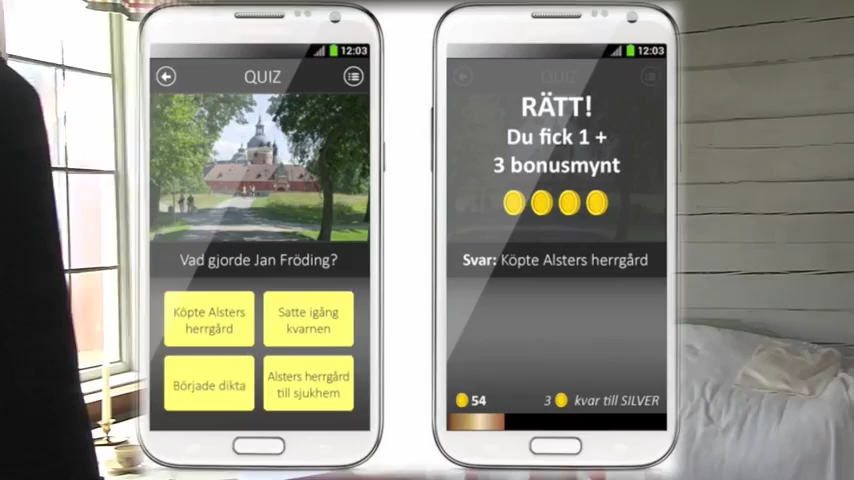 12:03
QUIZ
Vad gjorde Jan Fröding?
Köpte Alsters
herrgård
Satte igång
kvarnen
Började dikta
Alsters herrgård
till sjukhem
12:03
QUIZ
RÄTT!
Du fick 1 +
3 bonusmynt
Svar: Köpte Alsters herrgård
54
3 kvar till SILVER